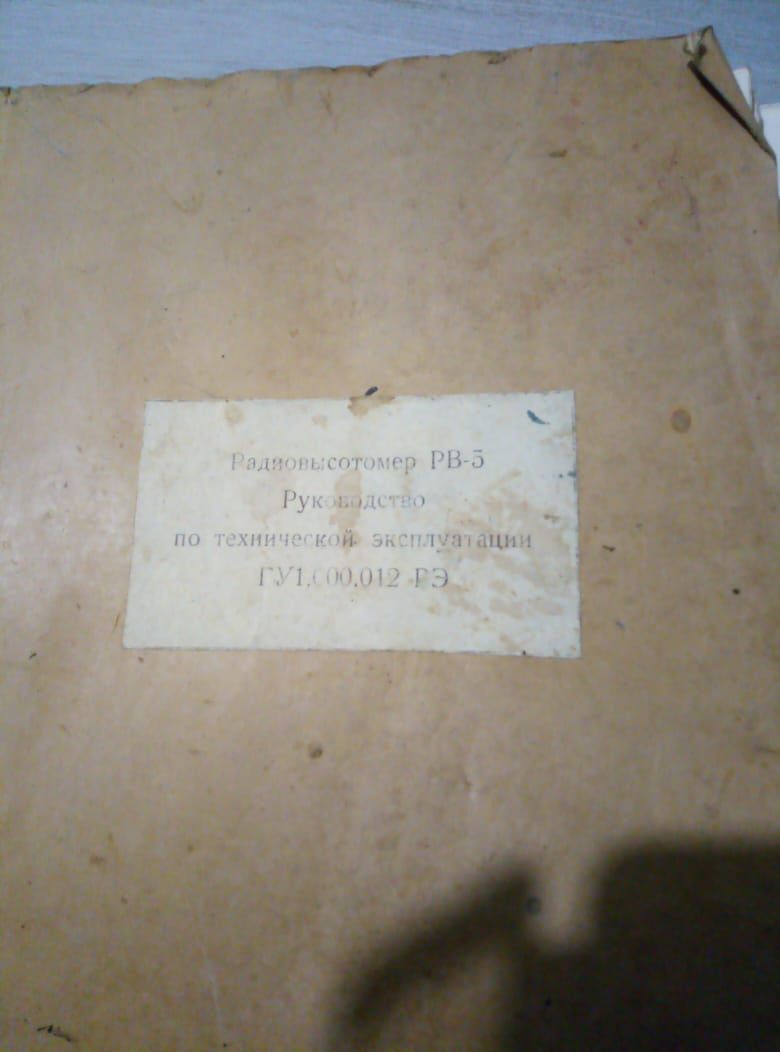 Радиовысотомер РВ-5
Руководство
по технической эксплуатации
ГУ1.000.012 РЭ